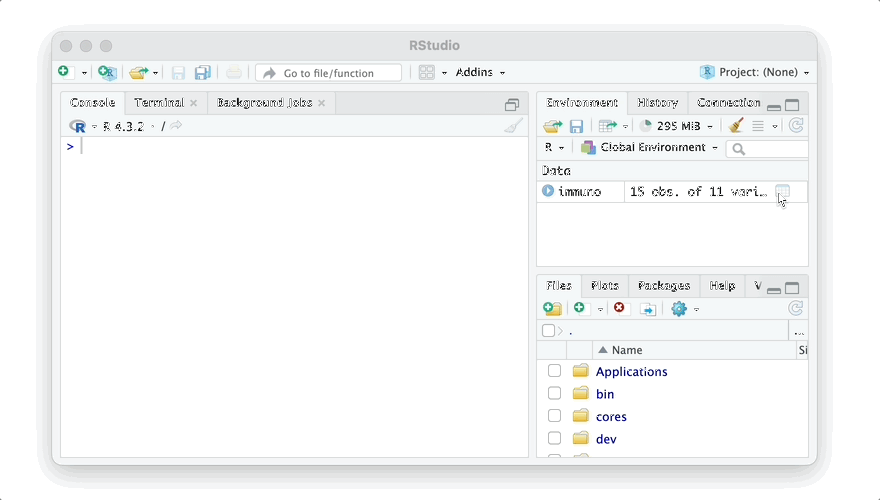 RStudio
Go to file/function
Addins
Project: (None)
Console
Terminal
Background Jobs
R 4.3.2 · /
>
Environment
History
Connection
295 MiB
R
Global Environment
Data
immuno
15 obs. of 11 vari…
Files
Plots
Packages
Help
V
.
...
Name
Si
Applications
bin
cores
dev